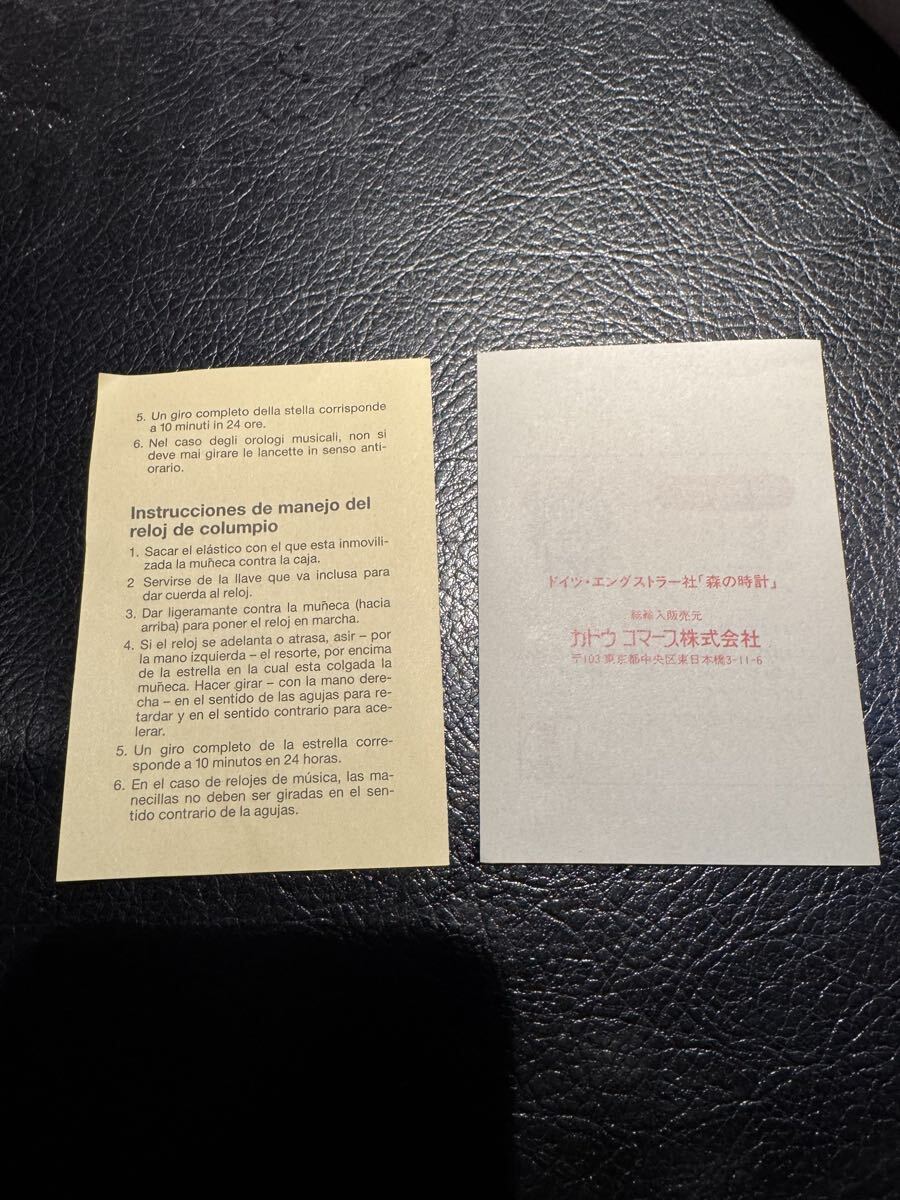 5. Un giro completo della stella corrisponde
a 10 minuti in 24 ore.
6. Nel caso degli orologi musicali, non si
deve mai girare le lancette in senso anti-
orario.
Instrucciones de manejo del
reloj de columpio
1. Sacar el elástico con el que esta inmovili-
zada la muñeca contra la caja.
2 Servirse de la llave que va inclusa para
dar cuerda al reloj.
3. Dar ligeramante contra la muñeca (hacia
arriba) para poner el reloj en marcha.
4. Si el reloj se adelanta o atrasa, asir – por
la mano izquierda – el resorte, por encima
de la estrella en la cual esta colgada la
muñeca. Hacer girar – con la mano dere-
cha – en el sentido de las agujas para re-
tardar y en el sentido contrario para ace-
lerar.
5. Un giro completo de la estrella corre-
sponde a 10 minutos en 24 horas.
6. En el caso de relojes de música, las ma-
necillas no deben ser giradas en el sen-
tido contrario de la agujas.
ドイツ・エングストラー社「森の時計」
総輸入販売元
カドウ コマース株式会社
〒103 東京都中央区東日本橋3-11-6